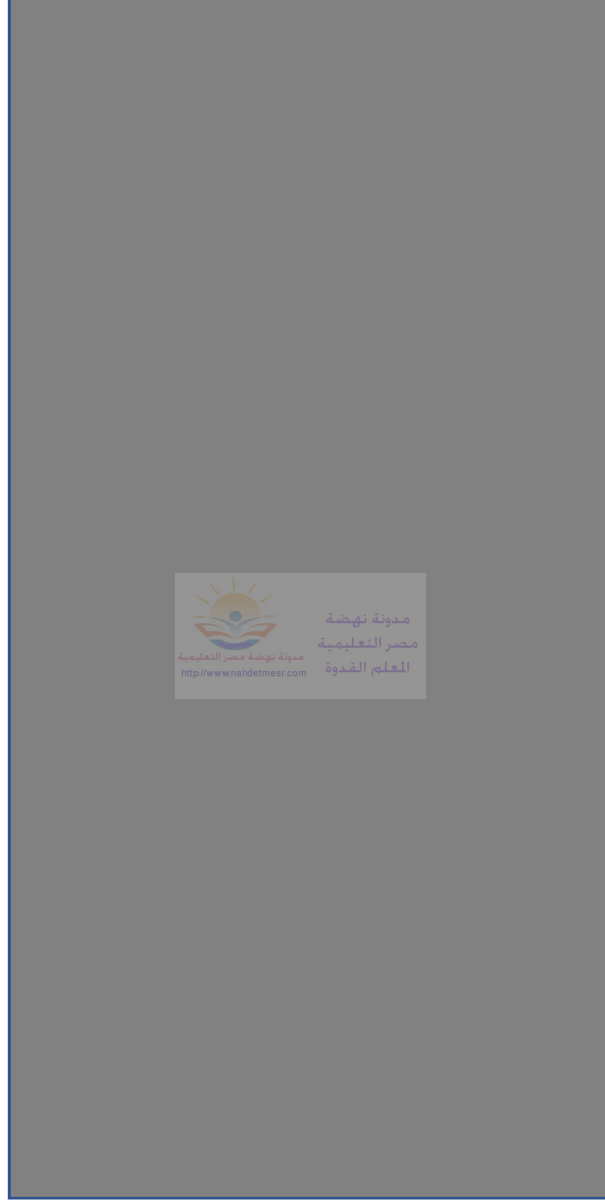 مدونة نهضة
مصر التعليمية
المعلم القدوة
مدونة نهضة مصر التعليمية
http://www.nahdetmesr.com